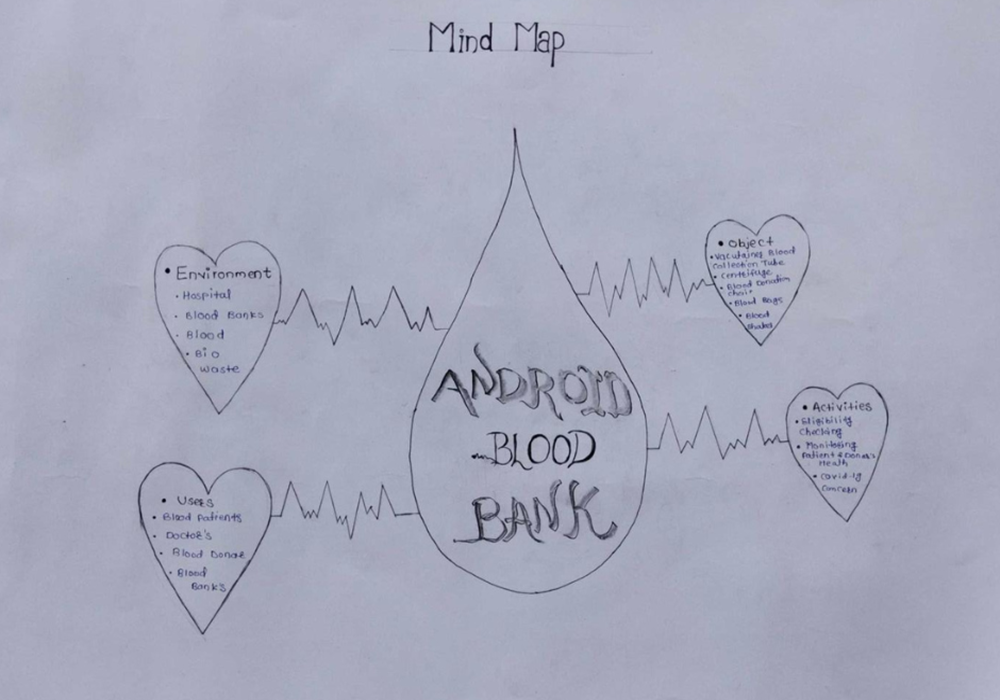 Mind Map
• Environment
• Hospital
• Blood Banks
• Blood
• Bio
waste
• Object
• Vacutainer Blood
Collection Tube
• Centrifuge
• Blood Donation
chair
• Blood Bags
• Blood
Shaker
ANDROID
BLOOD
BANK
• Activities
• Eligibility
Checking
• Monitoring
Patient & Donor's
Health
• Covid-19
Concern
• Users
• Blood Patients
• Doctor's
• Blood Donor
• Blood
Bank's